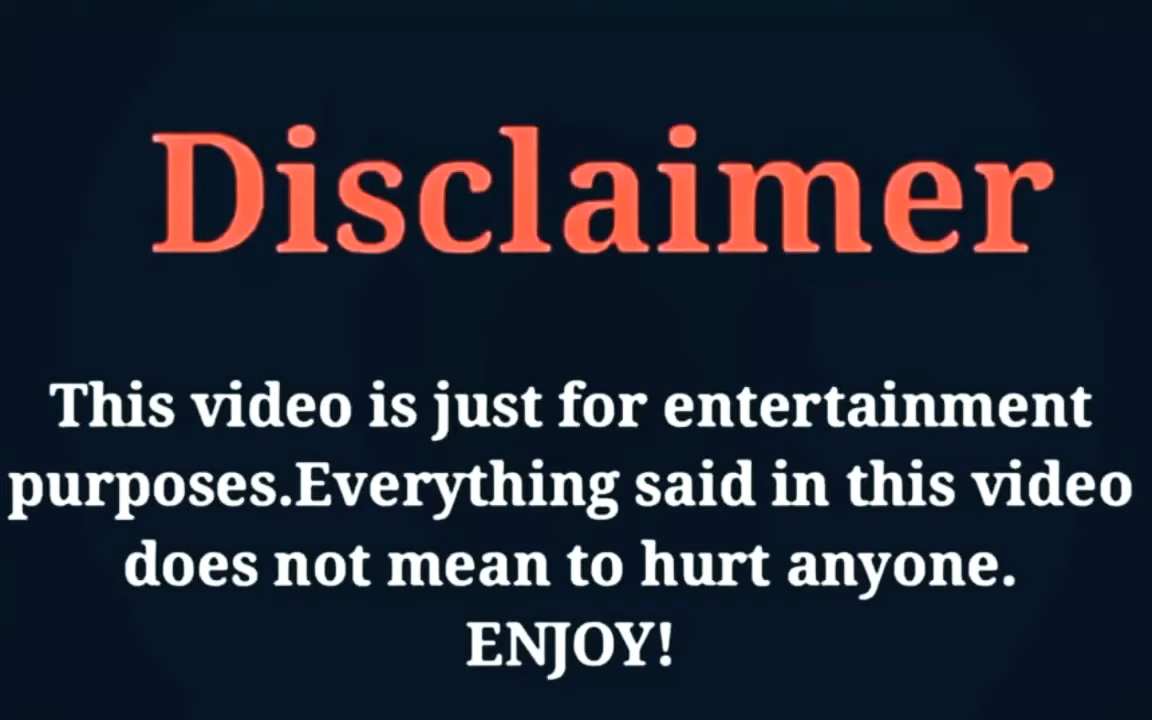 Disclaimer
This video is just for entertainment
purposes.Everything said in this video
does not mean to hurt anyone.
ENJOY!